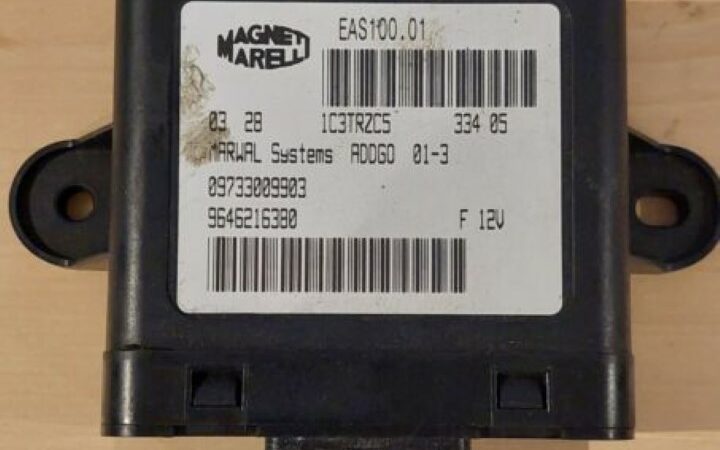 MAGNETI
MARELLI
EAS100.01
03 28 1C3TRZC5 334 05
MARWAL Systems ADDGO 01-3
09733009903
9646216380 F 12V